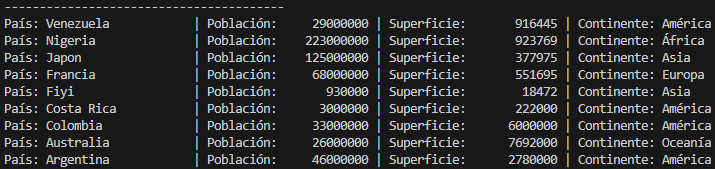 ----------------------------------------
País: Venezuela | Población: 29000000 | Superficie: 916445 | Continente: América
País: Nigeria | Población: 223000000 | Superficie: 923769 | Continente: África
País: Japon | Población: 125000000 | Superficie: 377975 | Continente: Asia
País: Francia | Población: 68000000 | Superficie: 551695 | Continente: Europa
País: Fiyi | Población: 930000 | Superficie: 18472 | Continente: Asia
País: Costa Rica | Población: 3000000 | Superficie: 222000 | Continente: América
País: Colombia | Población: 33000000 | Superficie: 6000000 | Continente: América
País: Australia | Población: 26000000 | Superficie: 7692000 | Continente: Oceanía
País: Argentina | Población: 46000000 | Superficie: 2780000 | Continente: América